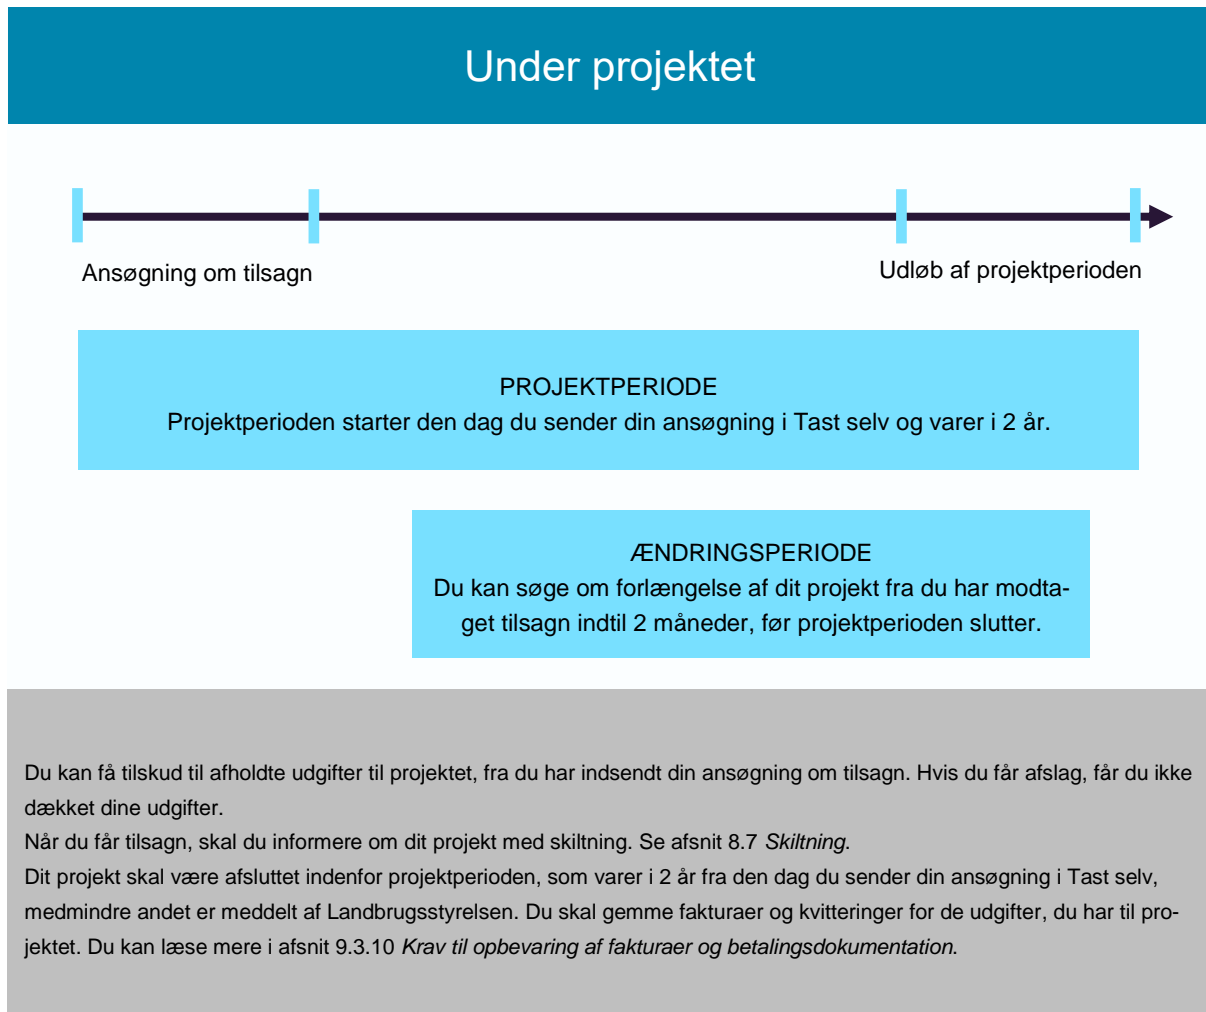 Under projektet
Ansøgning om tilsagn
Udløb af projektperioden
PROJEKTPERIODE
Projektperioden starter den dag du sender din ansøgning i Tast selv og varer i 2 år.
ÆNDRINGSPERIODE
Du kan søge om forlængelse af dit projekt fra du har modta-
get tilsagn indtil 2 måneder, før projektperioden slutter.
Du kan få tilskud til afholdte udgifter til projektet, fra du har indsendt din ansøgning om tilsagn. Hvis du får afslag, får du ikke
dækket dine udgifter.
Når du får tilsagn, skal du informere om dit projekt med skiltning. Se afsnit 8.7 Skiltning.
Dit projekt skal være afsluttet indenfor projektperioden, som varer i 2 år fra den dag du sender din ansøgning i Tast selv,
medmindre andet er meddelt af Landbrugsstyrelsen. Du skal gemme fakturaer og kvitteringer for de udgifter, du har til pro-
jektet. Du kan læse mere i afsnit 9.3.10 Krav til opbevaring af fakturaer og betalingsdokumentation.